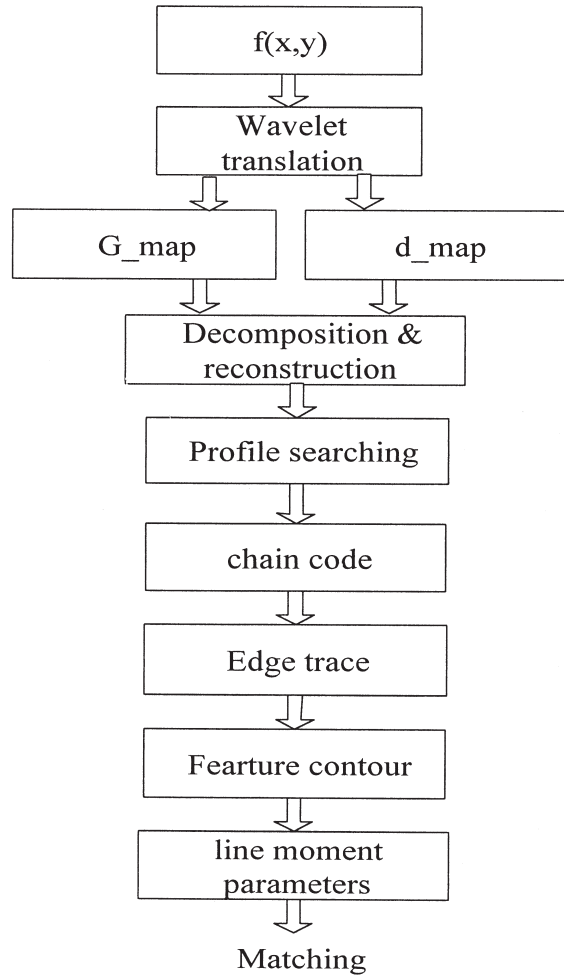 f(x,y)
Wavelet
translation
G_map
d_map
Decomposition &
reconstruction
Profile searching
chain code
Edge trace
Fearture contour
line moment
parameters
Matching